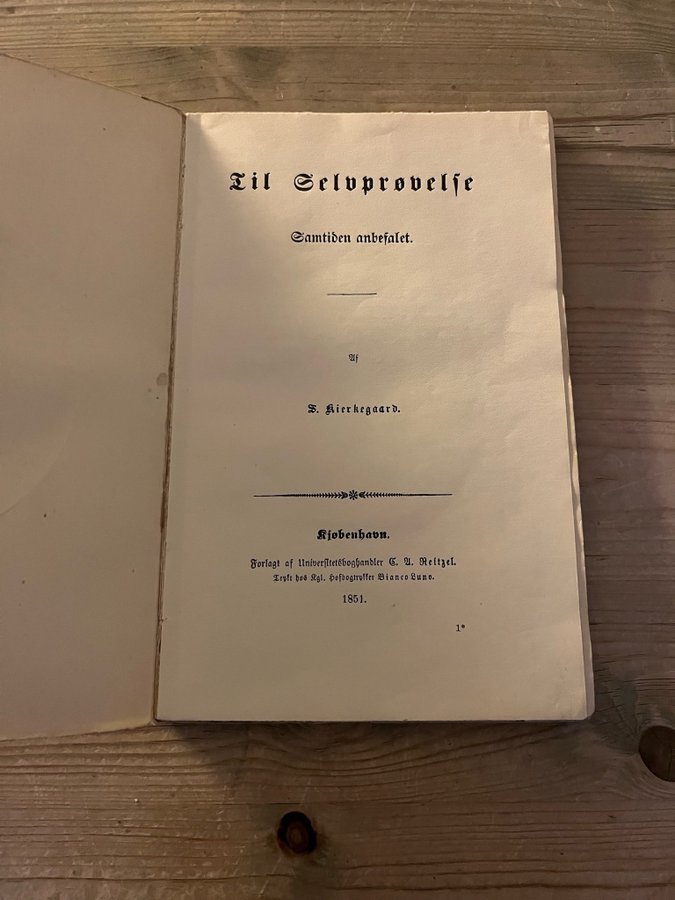 Til Selvprøvelse
Samtiden anbefalet.
Af
S. Kierkegaard.
Kjøbenhavn.
Forlagt af Universitetsboghandler C. A. Reitzel.
Trykt hos Kgl. Hofbogtrykker Bianco Luno.
1851.
1*